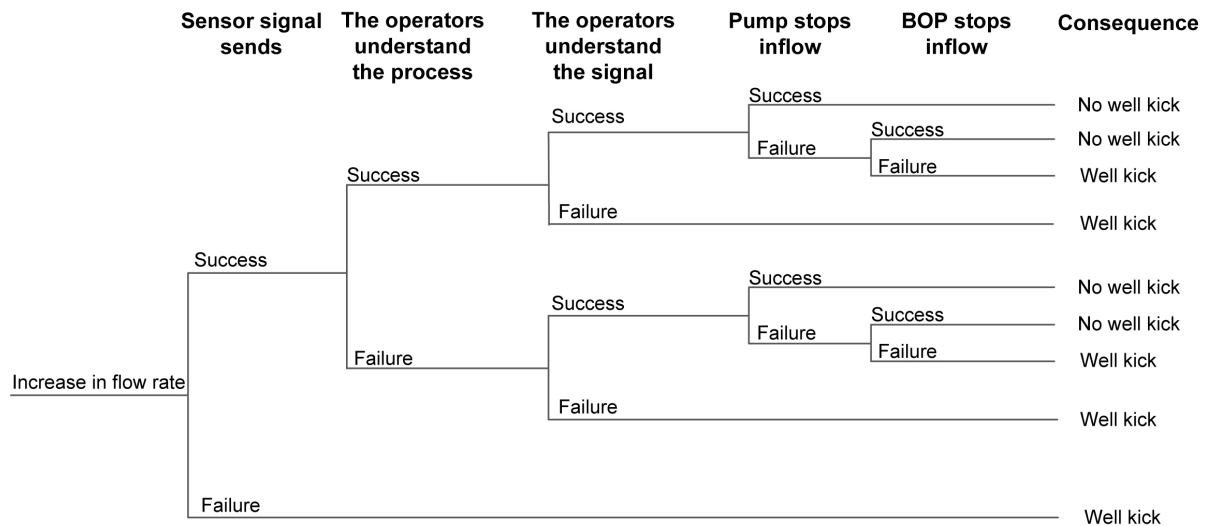 Sensor signal
sends
The operators
understand
the process
The operators
understand
the signal
Pump stops
inflow
BOP stops
inflow
Consequence
Success
No well kick
Success
Success
No well kick
Failure
Failure
Well kick
Success
Failure
Well kick
Success
Success
No well kick
Success
Success
No well kick
Failure
Failure
Failure
Well kick
Increase in flow rate
Failure
Well kick
Failure
Well kick